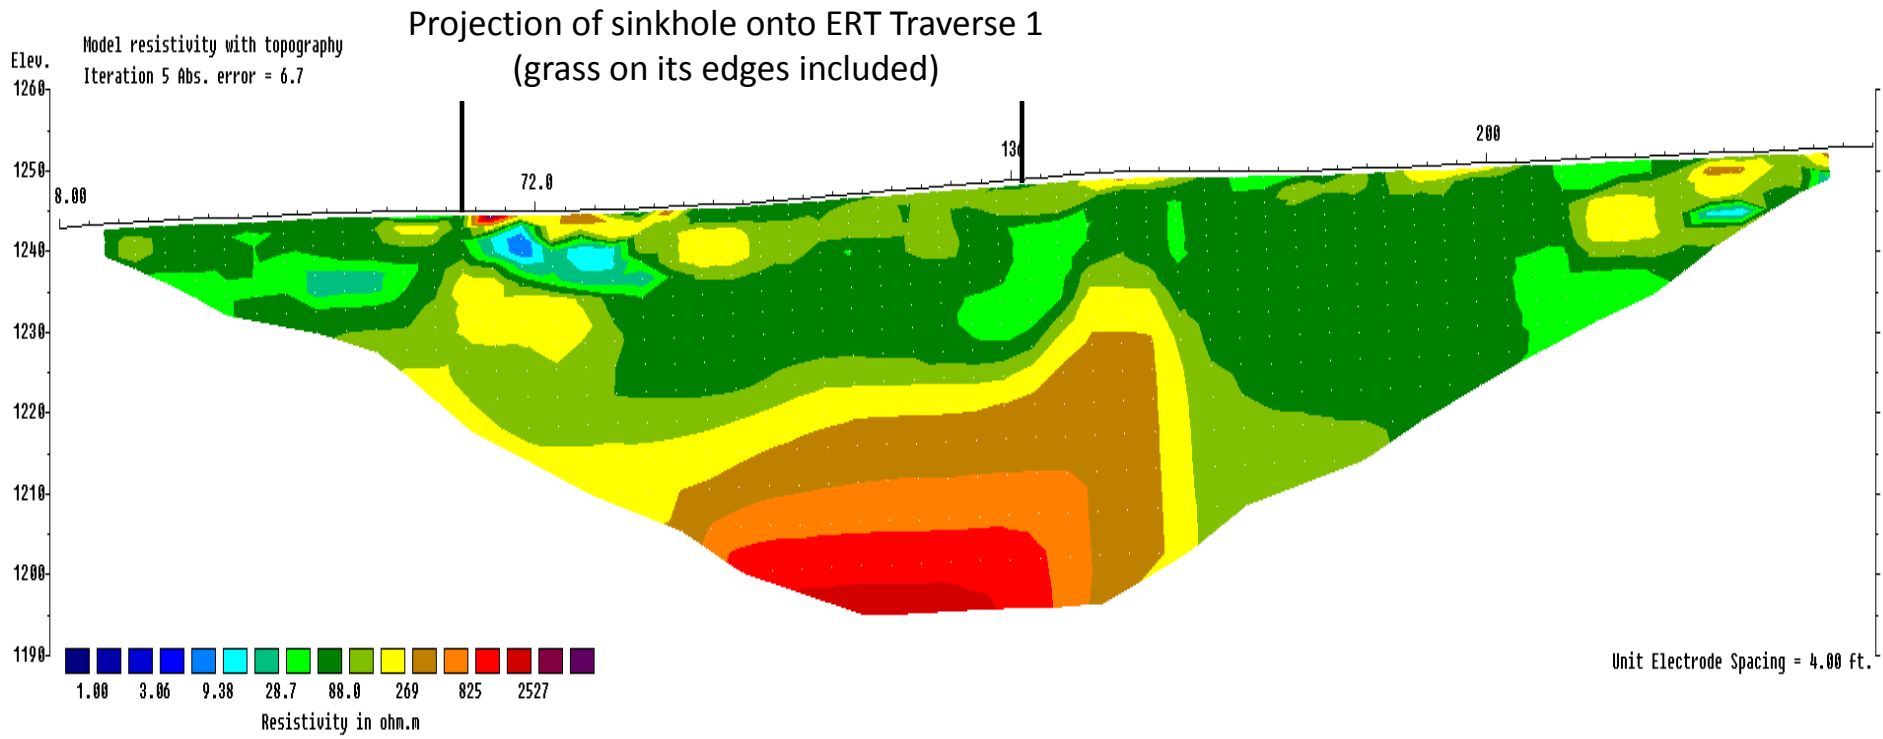 Projection of sinkhole onto ERT Traverse 1
(grass on its edges included)
Model resistivity with topography
Iteration 5 Abs. error = 6.7
Elev.
1260
1250
1240
1230
1220
1210
1200
1190
8.00
72.0
13
200
1.00 3.06 9.38 28.7 88.0 269 825 2527
Resistivity in ohm.m
Unit Electrode Spacing = 4.00 ft.